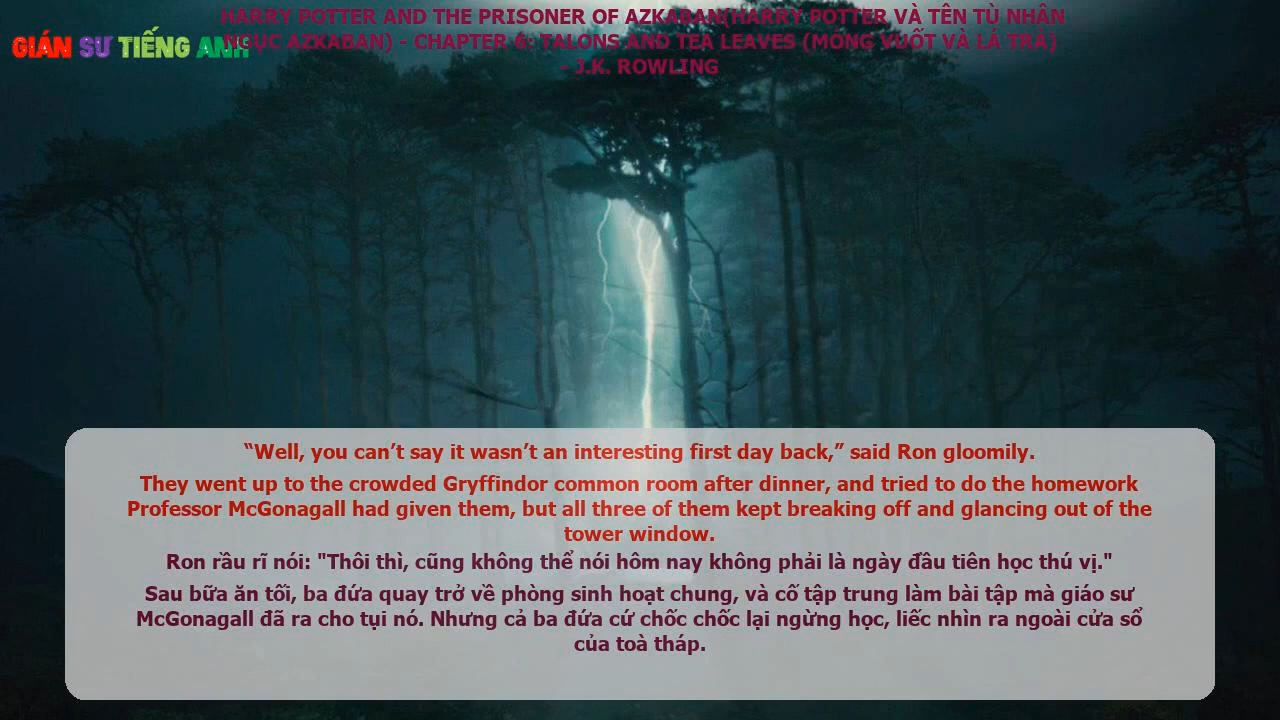 HARRY POTTER AND THE PRISONER OF AZKABAN(HARRY POTTER VÀ TÊN TÙ NHÂN
GIÁN SƯ TIẾNG ANH
NGỤC AZKABAN) - CHAPTER 6: TALONS AND TEA LEAVES (MÓNG VUỐT VÀ LÁ TRÀ)
- J.K. ROWLING
“Well, you can’t say it wasn’t an interesting first day back,” said Ron gloomily.
They went up to the crowded Gryffindor common room after dinner, and tried to do the homework
Professor McGonagall had given them, but all three of them kept breaking off and glancing out of the
tower window.
Ron rầu rĩ nói: "Thôi thì, cũng không thể nói hôm nay không phải là ngày đầu tiên học thú vị."
Sau bữa ăn tối, ba đứa quay trở về phòng sinh hoạt chung, và cố tập trung làm bài tập mà giáo sư
McGonagall đã ra cho tụi nó. Nhưng cả ba đứa cứ chốc chốc lại ngừng học, liếc nhìn ra ngoài cửa sổ
của toà tháp.